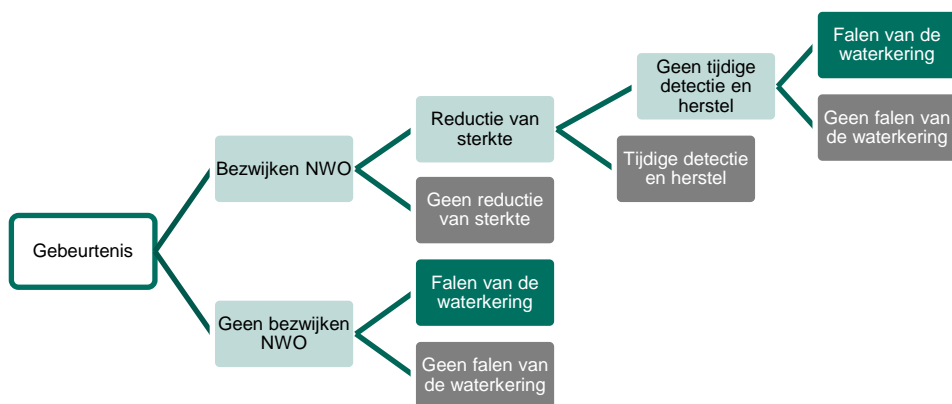 Falen van de
waterkering
Geen tijdige
detectie en
herstel
Geen falen van
de waterkering
Reductie van
sterkte
Tijdige detectie
en herstel
Bezwijken NWO
Geen reductie
van sterkte
Gebeurtenis
Falen van de
waterkering
Geen bezwijken
NWO
Geen falen van
de waterkering